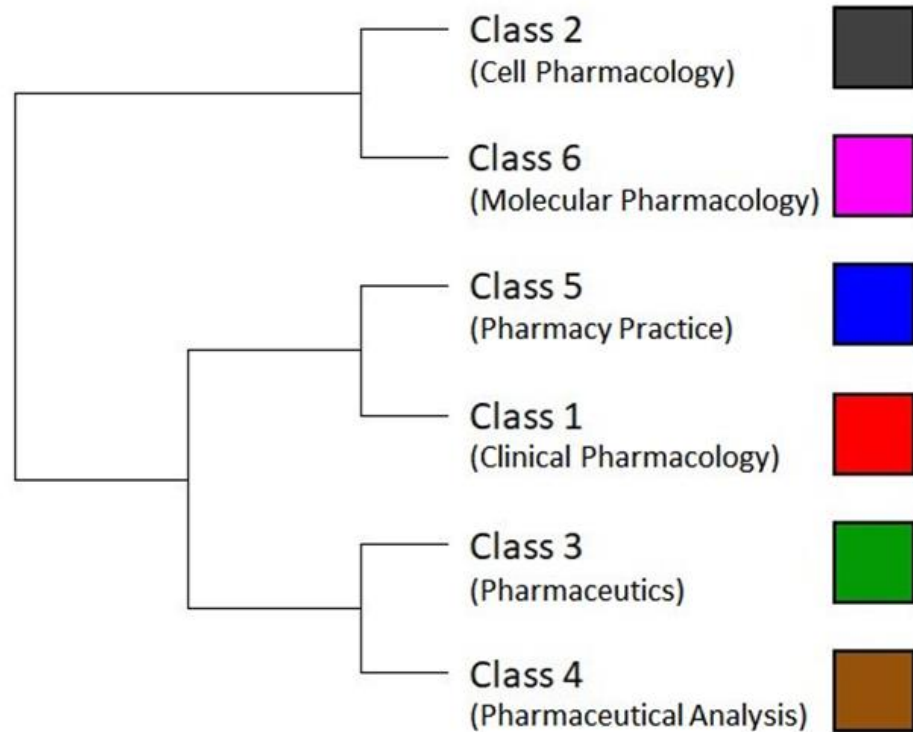 Class 2
(Cell Pharmacology)
Class 6
(Molecular Pharmacology)
Class 5
(Pharmacy Practice)
Class 1
(Clinical Pharmacology)
Class 3
(Pharmaceutics)
Class 4
(Pharmaceutical Analysis)